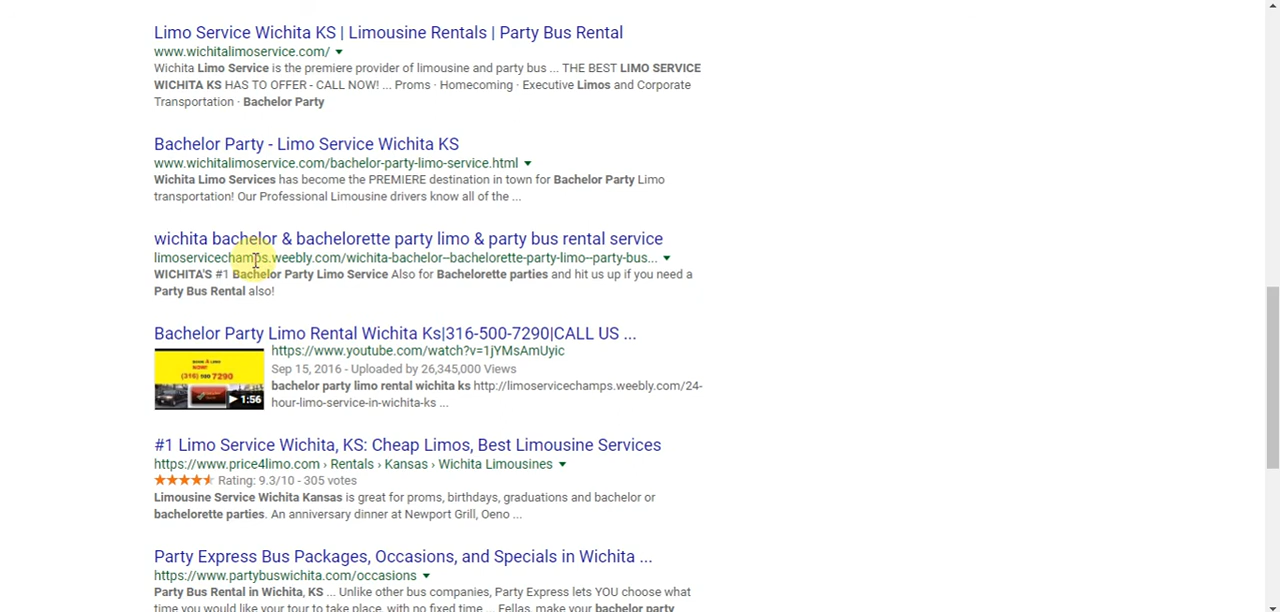 Limo Service Wichita KS | Limousine Rentals | Party Bus Rental
www.wichitalimoservice.com/
Wichita Limo Service is the premiere provider of limousine and party bus ... THE BEST LIMO SERVICE
WICHITA KS HAS TO OFFER - CALL NOW! ... Proms · Homecoming · Executive Limos and Corporate
Transportation · Bachelor Party
Bachelor Party - Limo Service Wichita KS
www.wichitalimoservice.com/bachelor-party-limo-service.html
Wichita Limo Services has become the PREMIERE destination in town for Bachelor Party Limo
transportation! Our Professional Limousine drivers know all of the ...
wichita bachelor & bachelorette party limo & party bus rental service
limoservicechamps.weebly.com/wichita-bachelor--bachelorette-party-limo--party-bus...
WICHITA'S #1 Bachelor Party Limo Service Also for Bachelorette parties and hit us up if you need a
Party Bus Rental also!
Bachelor Party Limo Rental Wichita Ks|316-500-7290|CALL US ...
https://www.youtube.com/watch?v=1jYMsAmUyic
Sep 15, 2016 - Uploaded by 26,345,000 Views
bachelor party limo rental wichita ks http://limoservicechamps.weebly.com/24-
hour-limo-service-in-wichita-ks ...
BOOK A LIMO
NOW!
(316) 500 7290
1:56
#1 Limo Service Wichita, KS: Cheap Limos, Best Limousine Services
https://www.price4limo.com › Rentals › Kansas › Wichita Limousines
Rating: 9.3/10 - 305 votes
Limousine Service Wichita Kansas is great for proms, birthdays, graduations and bachelor or
bachelorette parties. An anniversary dinner at Newport Grill, Oeno ...
Party Express Bus Packages, Occasions, and Specials in Wichita ...
https://www.partybuswichita.com/occasions
Party Bus Rental in Wichita, KS ... Unlike other bus companies, Party Express lets YOU choose what
time you would like your tour to take place, with no fixed time ... Fellas, make your bachelor party